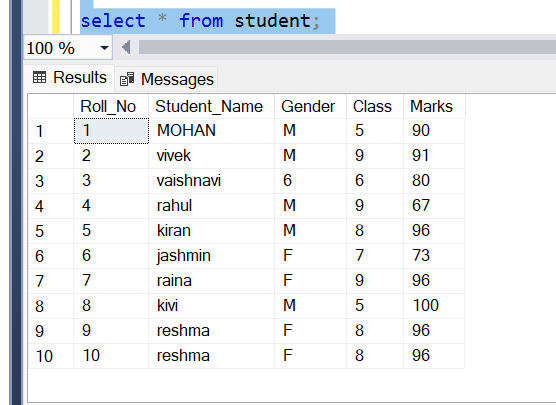 select * from student;
100 %
Results Messages
Roll_No Student_Name Gender Class Marks
1 1 MOHAN M 5 90
2 2 vivek M 9 91
3 3 vaishnavi 6 6 80
4 4 rahul M 9 67
5 5 kiran M 8 96
6 6 jashmin F 7 73
7 7 raina F 9 96
8 8 kivi M 5 100
9 9 reshma F 8 96
10 10 reshma F 8 96